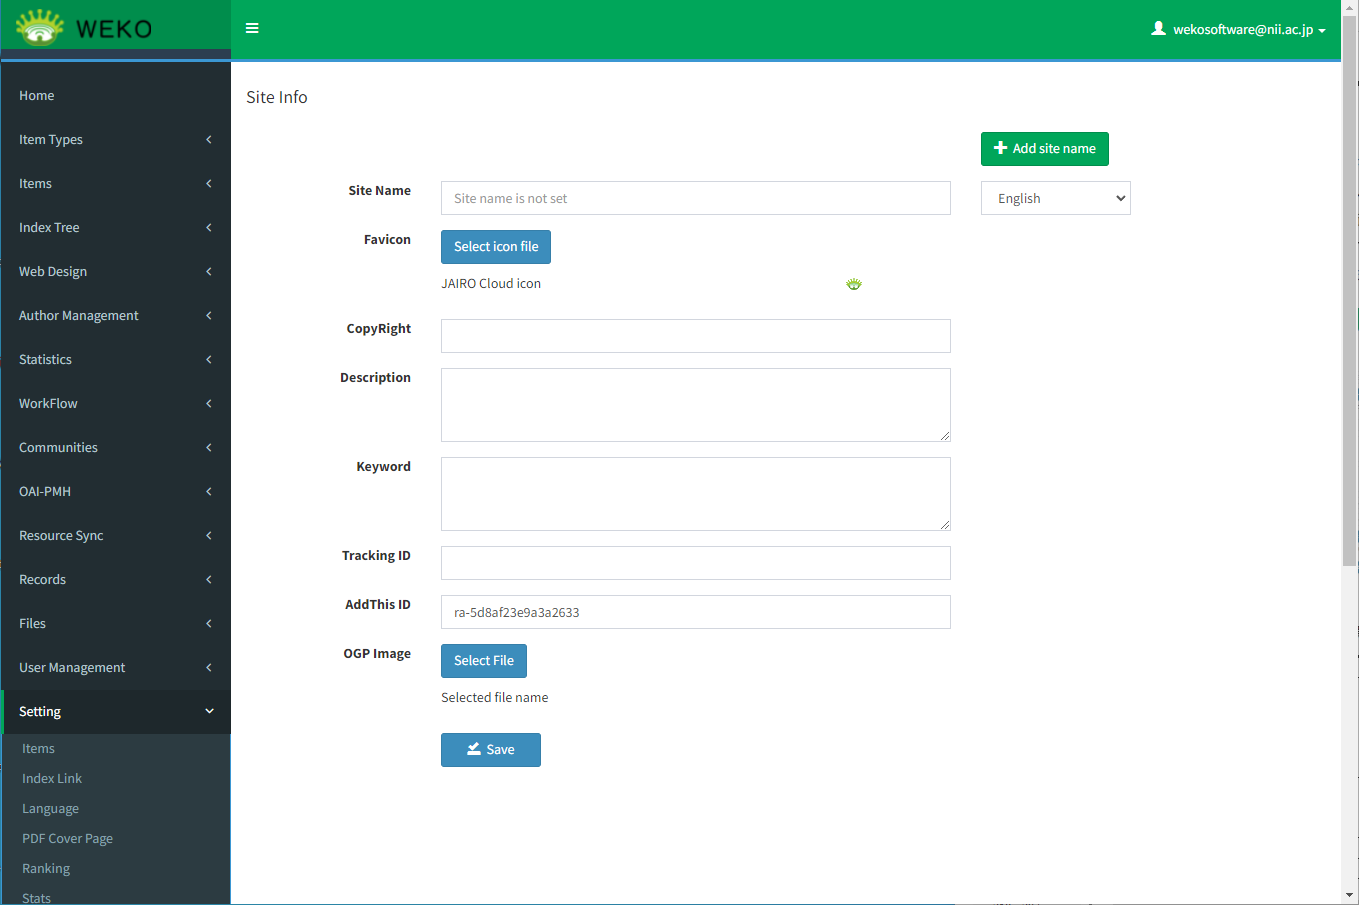 WEKO
wekosoftware@nii.ac.jp
Home
Item Types
Items
Index Tree
Web Design
Author Management
Statistics
WorkFlow
Communities
OAI-PMH
Resource Sync
Records
Files
User Management
Setting
Items
Index Link
Language
PDF Cover Page
Ranking
Stats
Site Info
Add site name
Site Name
Site name is not set
English
Favicon
Select icon file
JAIRO Cloud icon
CopyRight
Description
Keyword
Tracking ID
AddThis ID
ra-5d8af23e9a3a2633
OGP Image
Select File
Selected file name
Save